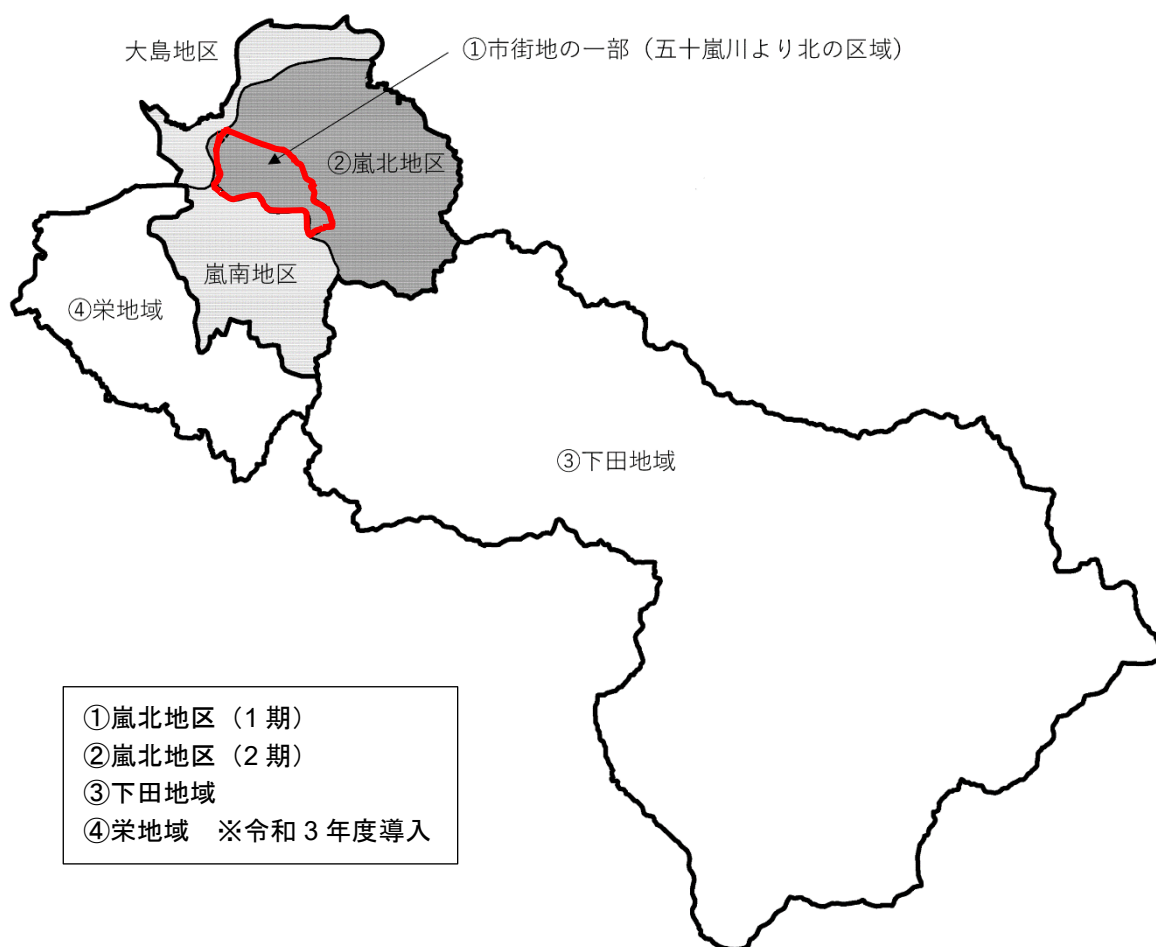 大島地区
①市街地の一部（五十嵐川より北の区域）
②嵐北地区
嵐南地区
④栄地域
③下田地域
①嵐北地区（1期）
②嵐北地区（2期）
③下田地域
④栄地域　※令和3年度導入